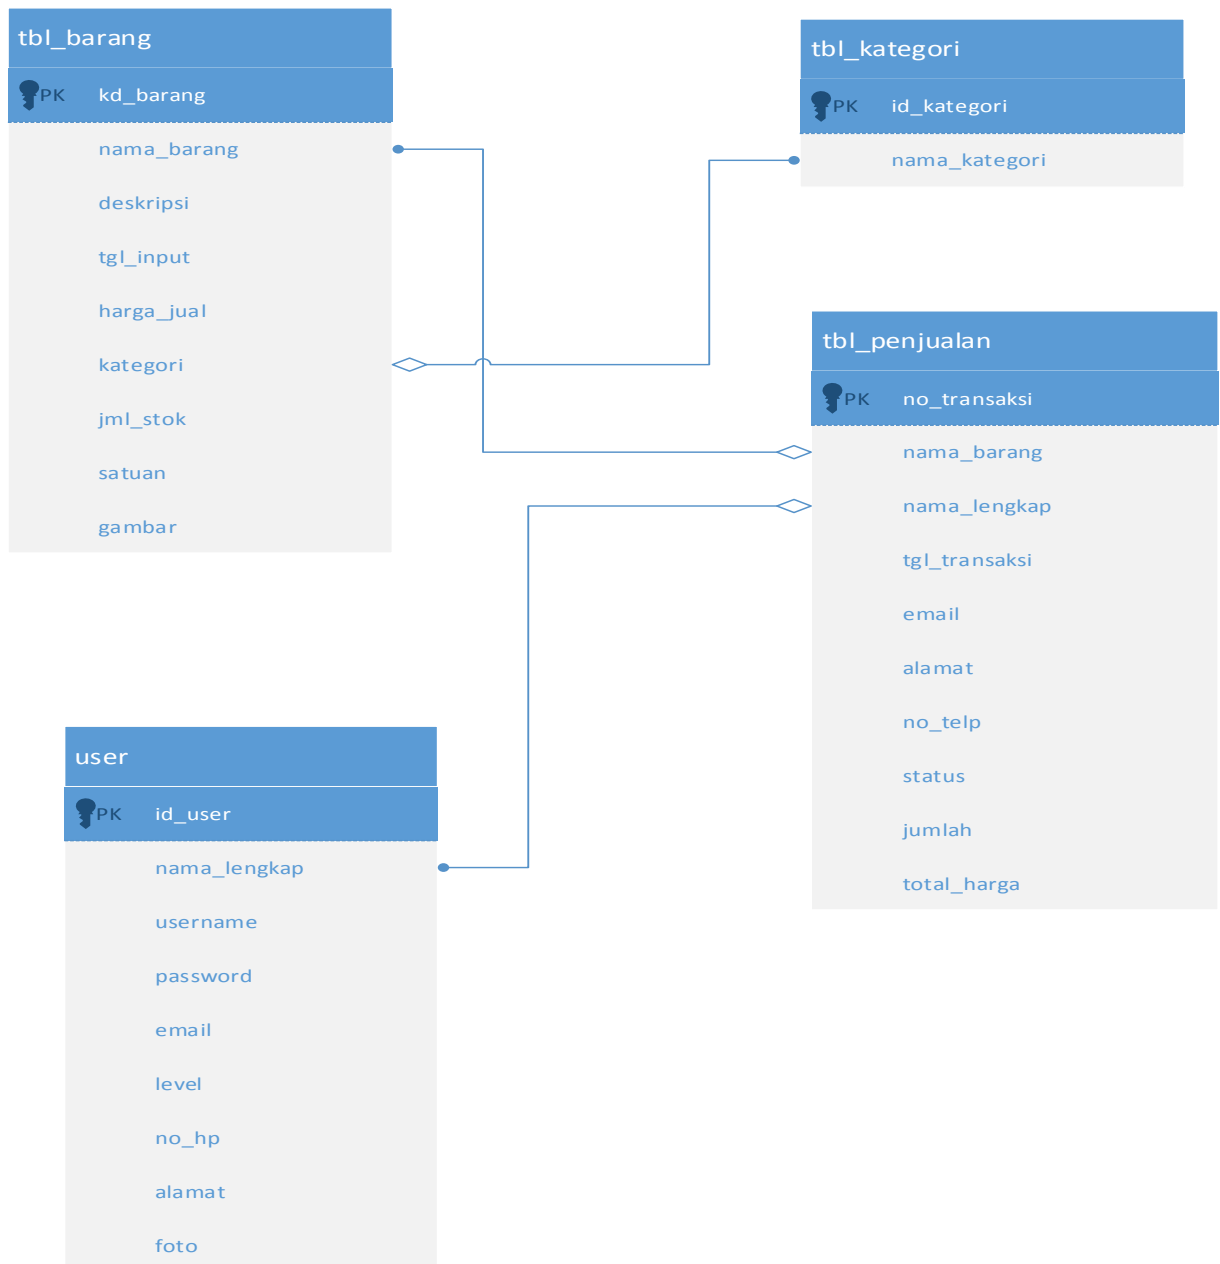 tbl_barang
PK kd_barang
nama_barang
deskripsi
tgl_input
harga_jual
kategori
jml_stok
satuan
gambar
tbl_kategori
PK id_kategori
nama_kategori
tbl_penjualan
PK no_transaksi
nama_barang
nama_lengkap
tgl_transaksi
email
alamat
no_telp
status
jumlah
total_harga
user
PK id_user
nama_lengkap
username
password
email
level
no_hp
alamat
foto